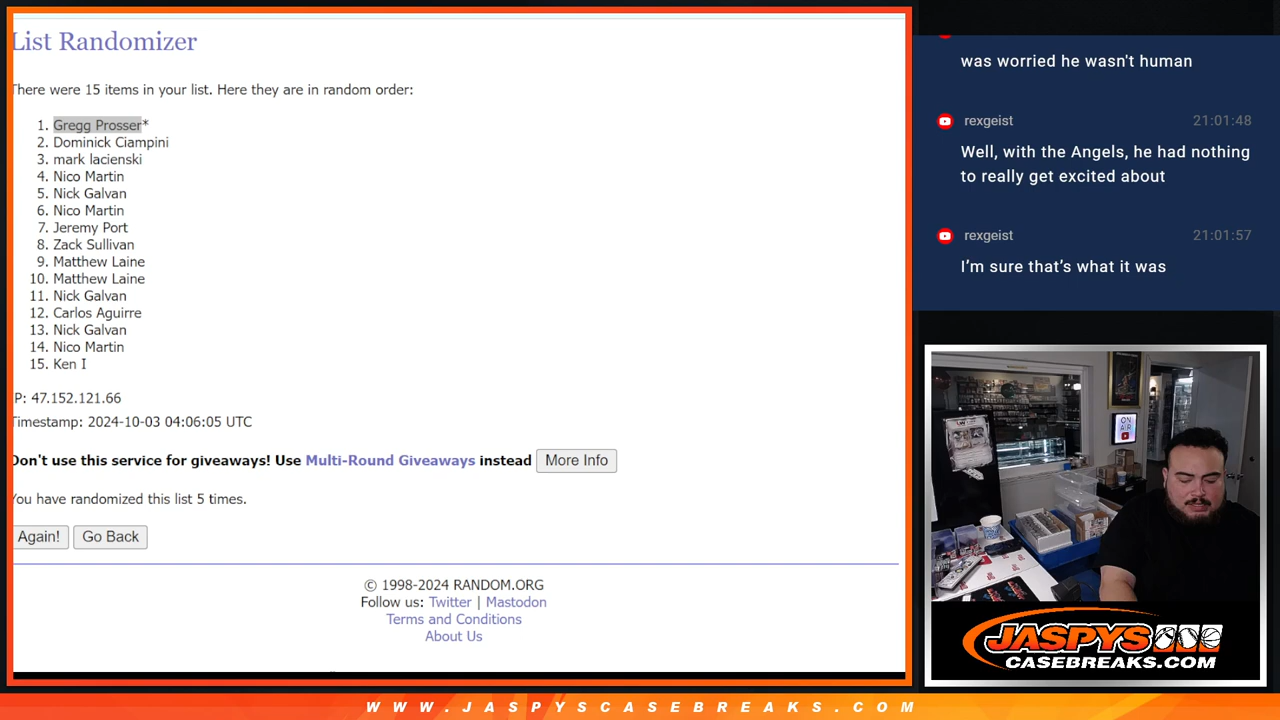 List Randomizer
There were 15 items in your list. Here they are in random order:
1. Gregg Prosser*
2. Dominick Ciampini
3. mark lacienski
4. Nico Martin
5. Nick Galvan
6. Nico Martin
7. Jeremy Port
8. Zack Sullivan
9. Matthew Laine
10. Matthew Laine
11. Nick Galvan
12. Carlos Aguirre
13. Nick Galvan
14. Nico Martin
15. Ken I
IP: 47.152.121.66
Timestamp: 2024-10-03 04:06:05 UTC
Don't use this service for giveaways! Use Multi-Round Giveaways instead More Info
You have randomized this list 5 times.
Again! Go Back
© 1998-2024 RANDOM.ORG
Follow us: Twitter | Mastodon
Terms and Conditions
About Us
was worried he wasn't human
rexgeist 21:01:48
Well, with the Angels, he had nothing
to really get excited about
rexgeist 21:01:57
I’m sure that’s what it was
ON
AIR
JASPYS
CASEBREAKS.COM
WWW.JASPYSCASEBREAKS.COM